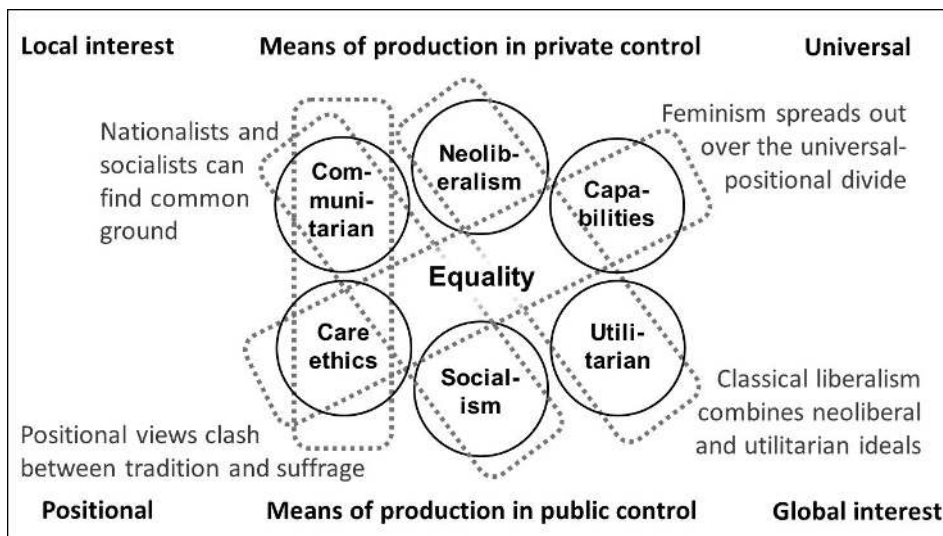 Local interest
Means of production in private control
Universal
Nationalists and
socialists can
find common
ground
Feminism spreads out
over the universal-
positional divide
Com-
muni-
tarian
Neolib-
eralism
Capa-
bilities
Equality
Care
ethics
Social-
ism
Utili-
tarian
Positional views clash
between tradition and suffrage
Classical liberalism
combines neoliberal
and utilitarian ideals
Positional
Means of production in public control
Global interest